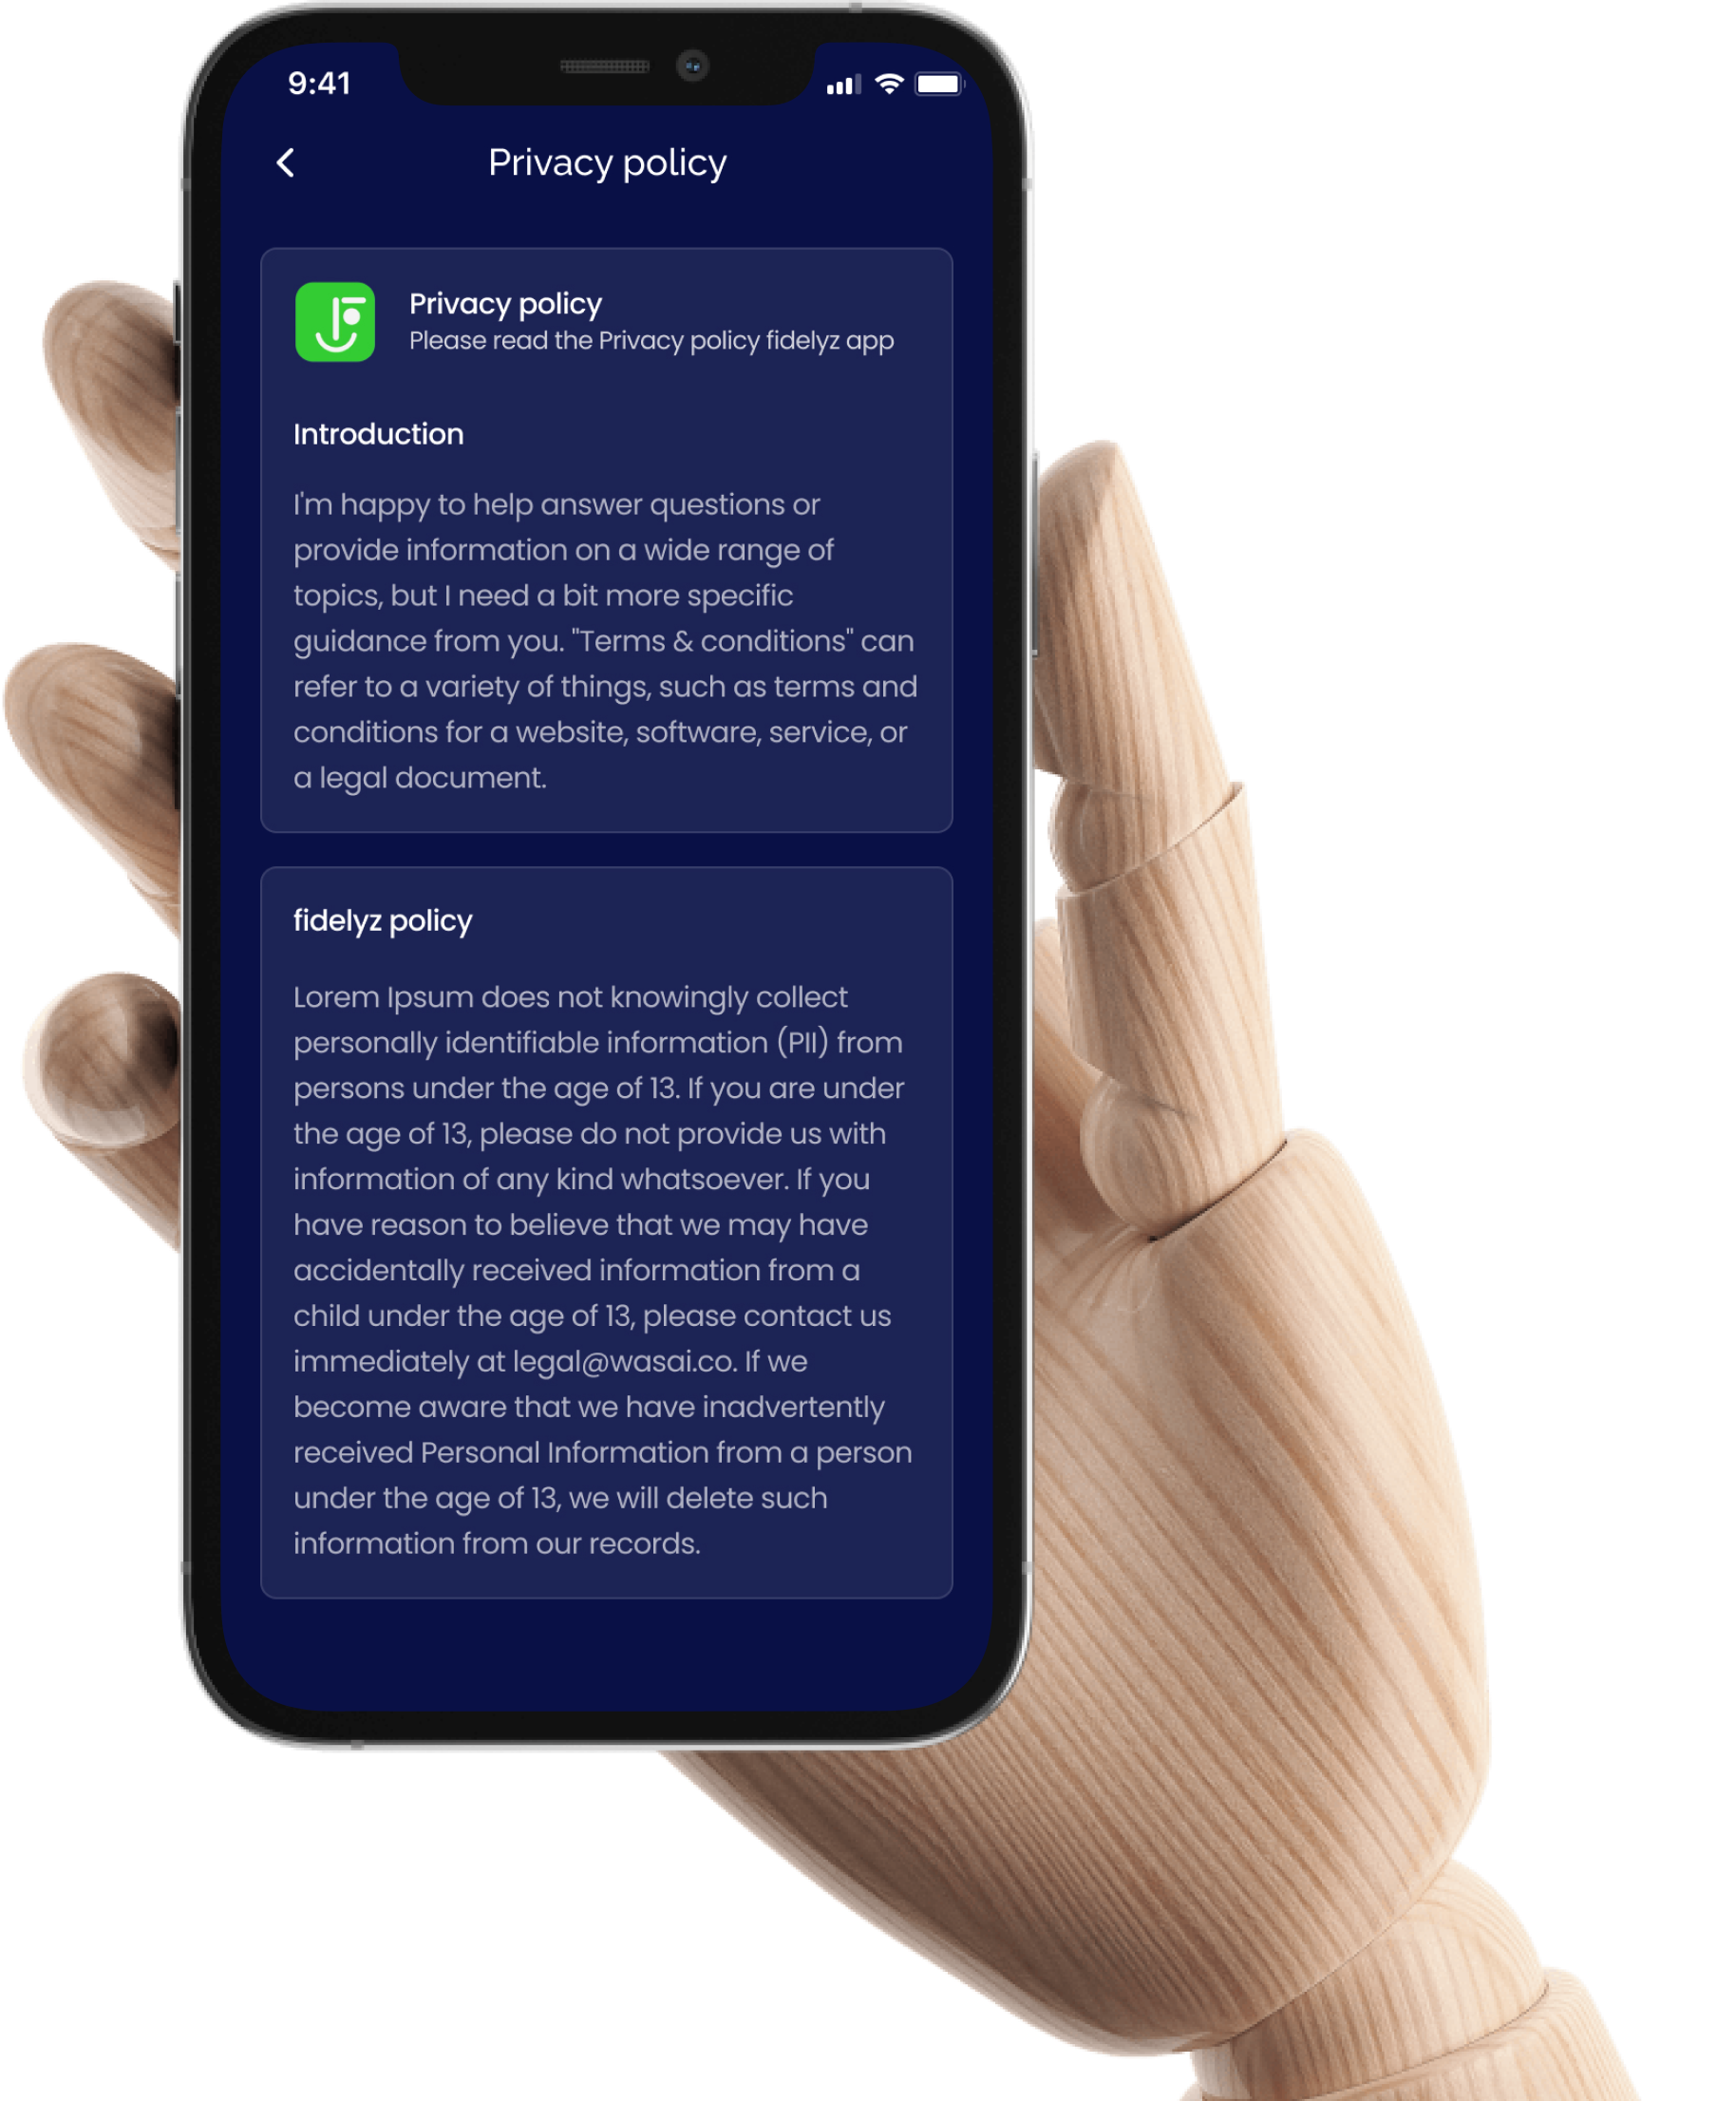 9:41
Privacy policy
Privacy policy
Please read the Privacy policy fidelyz app
Introduction
I'm happy to help answer questions or
provide information on a wide range of
topics, but I need a bit more specific
guidance from you. "Terms & conditions" can
refer to a variety of things, such as terms and
conditions for a website, software, service, or
a legal document.
fidelyz policy
Lorem Ipsum does not knowingly collect
personally identifiable information (PII) from
persons under the age of 13. If you are under
the age of 13, please do not provide us with
information of any kind whatsoever. If you
have reason to believe that we may have
accidentally received information from a
child under the age of 13, please contact us
immediately at legal@wasai.co. If we
become aware that we have inadvertently
received Personal Information from a person
under the age of 13, we will delete such
information from our records.